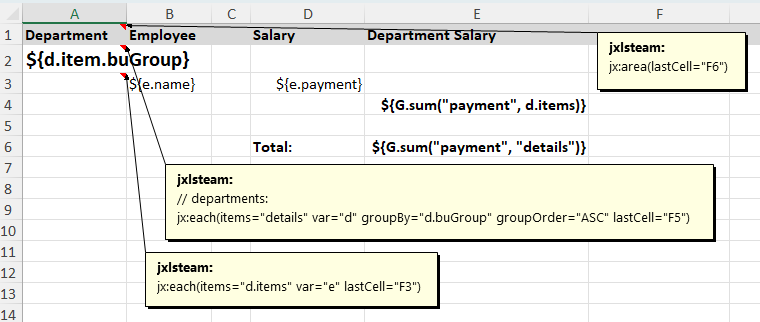 A B C D E F
1 Department Employee Salary Department Salary
2 ${d.item.buGroup}
3 ${e.name} ${e.payment}
4 ${G.sum("payment", d.items)}
5
6 Total: ${G.sum("payment", "details")}
7
8
9
10
11
12
13
14
jxlsteam:
jx:area(lastCell="F6")
jxlsteam:
// departments:
jx:each(items="details" var="d" groupBy="d.buGroup" groupOrder="ASC" lastCell="F5")
jxlsteam:
jx:each(items="d.items" var="e" lastCell="F3")